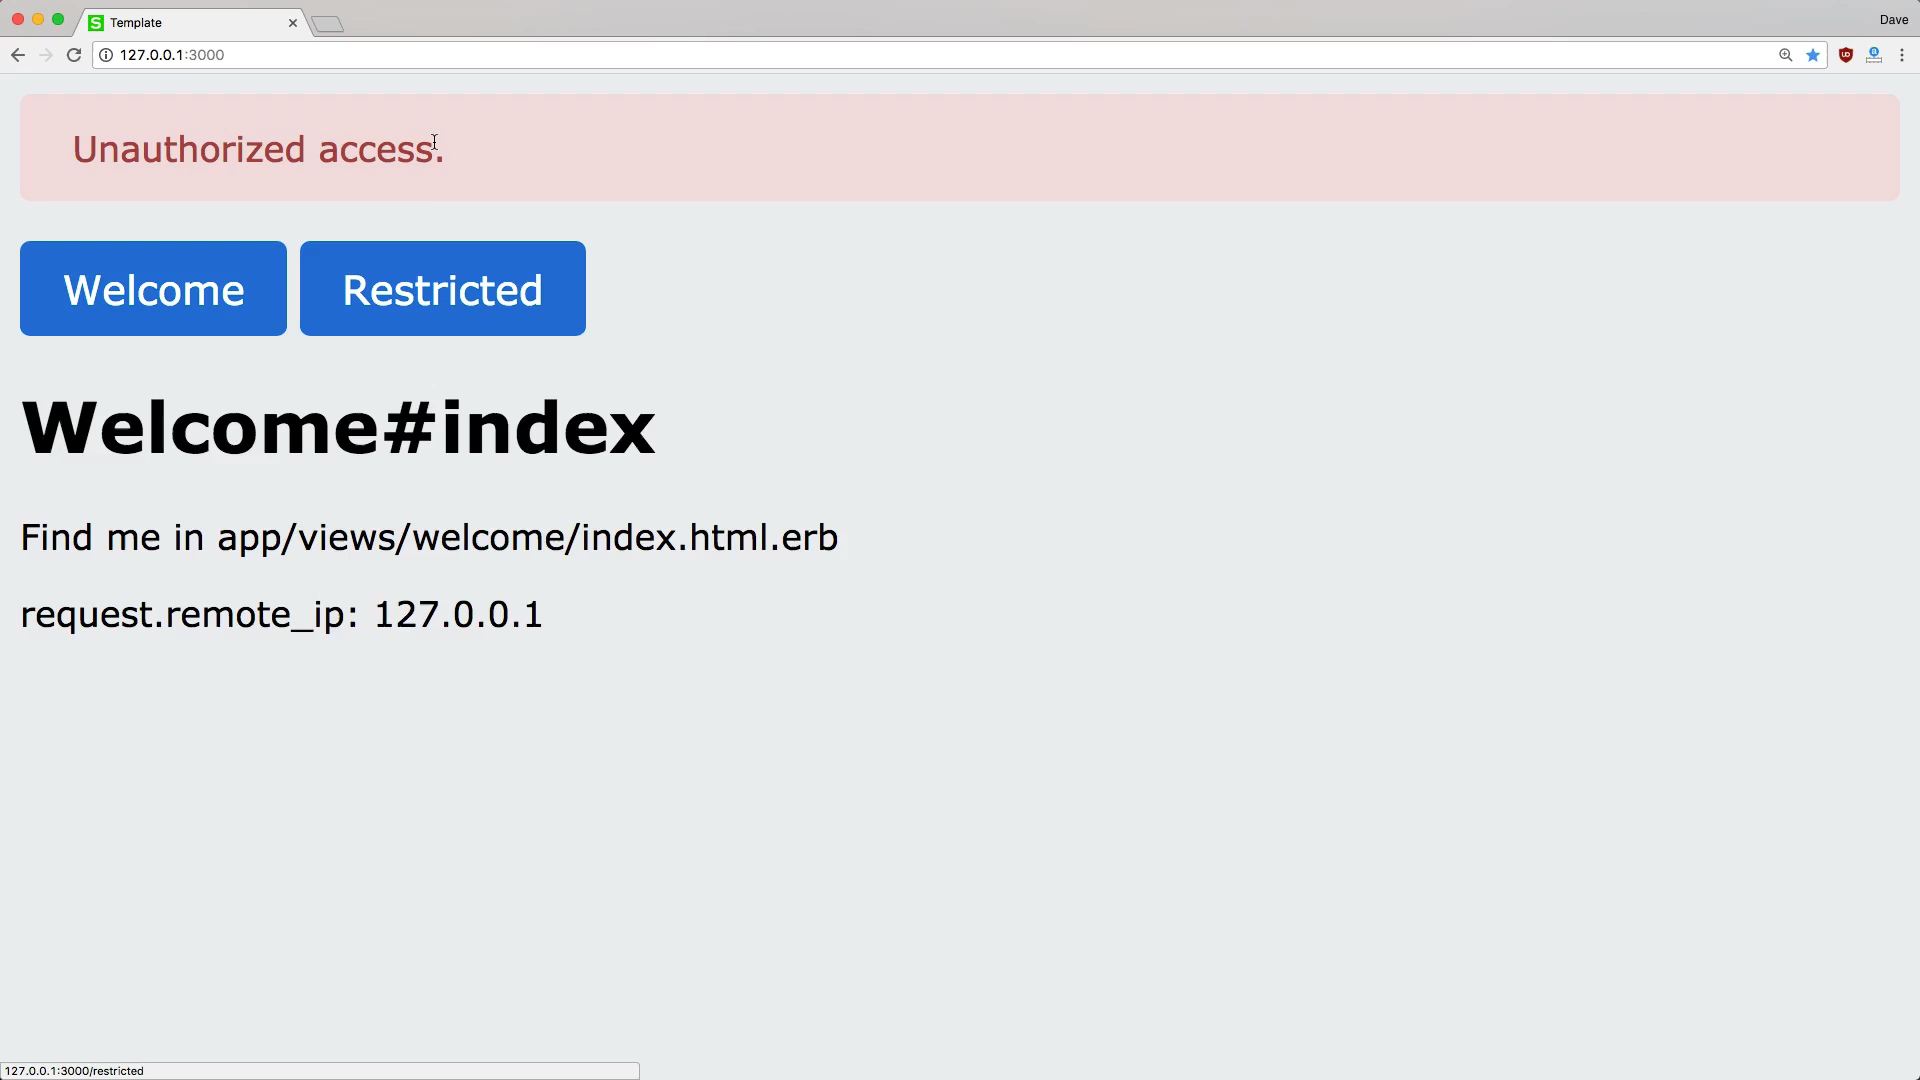 S Template
Dave
127.0.0.1:3000
Unauthorized access.
Welcome Restricted
Welcome#index
Find me in app/views/welcome/index.html.erb
request.remote_ip: 127.0.0.1
127.0.0.1:3000/restricted